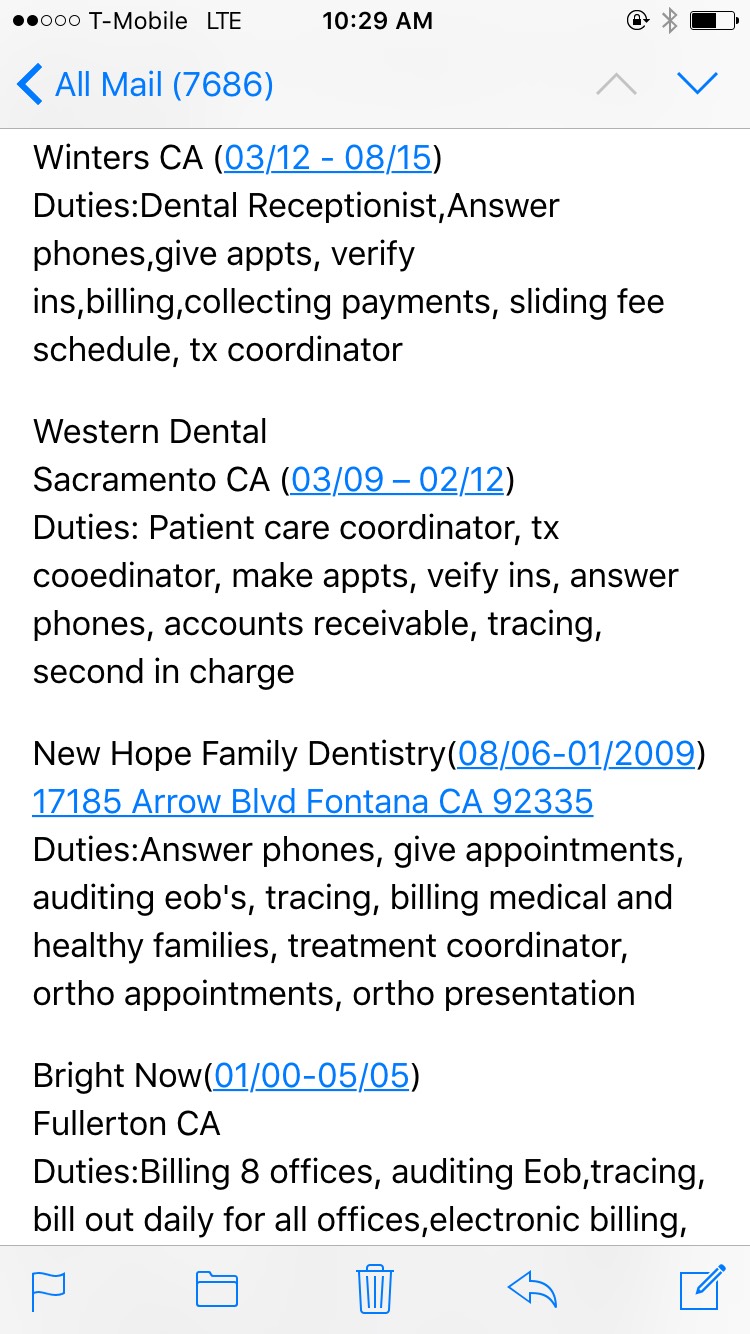 T-Mobile LTE 10:29 AM
All Mail (7686)
Winters CA (03/12 - 08/15)
Duties:Dental Receptionist,Answer
phones,give appts, verify
ins,billing,collecting payments, sliding fee
schedule, tx coordinator
Western Dental
Sacramento CA (03/09 – 02/12)
Duties: Patient care coordinator, tx
cooedinator, make appts, veify ins, answer
phones, accounts receivable, tracing,
second in charge
New Hope Family Dentistry(08/06-01/2009)
17185 Arrow Blvd Fontana CA 92335
Duties:Answer phones, give appointments,
auditing eob's, tracing, billing medical and
healthy families, treatment coordinator,
ortho appointments, ortho presentation
Bright Now(01/00-05/05)
Fullerton CA
Duties:Billing 8 offices, auditing Eob,tracing,
bill out daily for all offices,electronic billing,